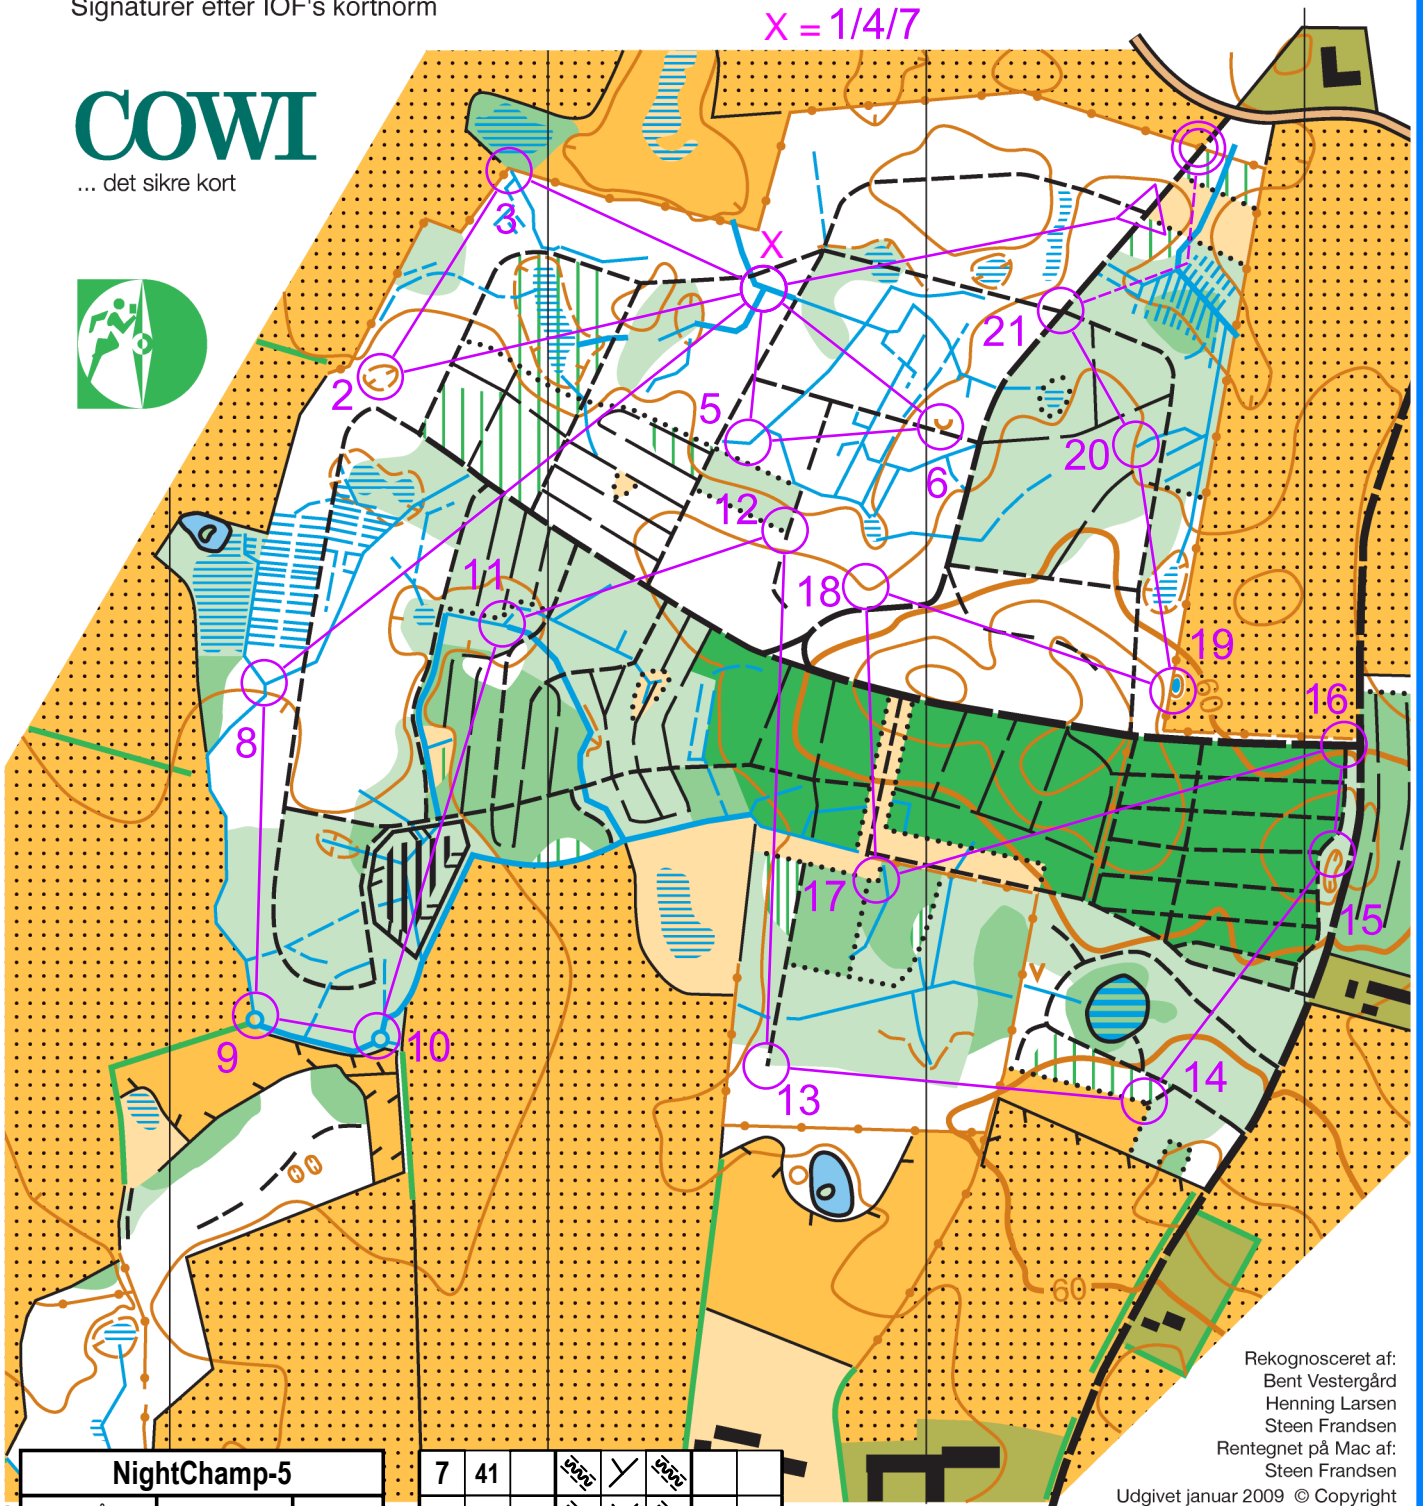 Signaturer efter IOF's kortnorm
X = 1/4/7
COWI
... det sikre kort
3
X
2
21
5
6
20
12
11
18
19
16
8
17
15
9
10
14
13
60
60
Rekognosceret af:
Bent Vestergård
Henning Larsen
Steen Frandsen
Rentegnet på Mac af:
Steen Frandsen
Udgivet januar 2009 © Copyright
NightChamp-5
7 41